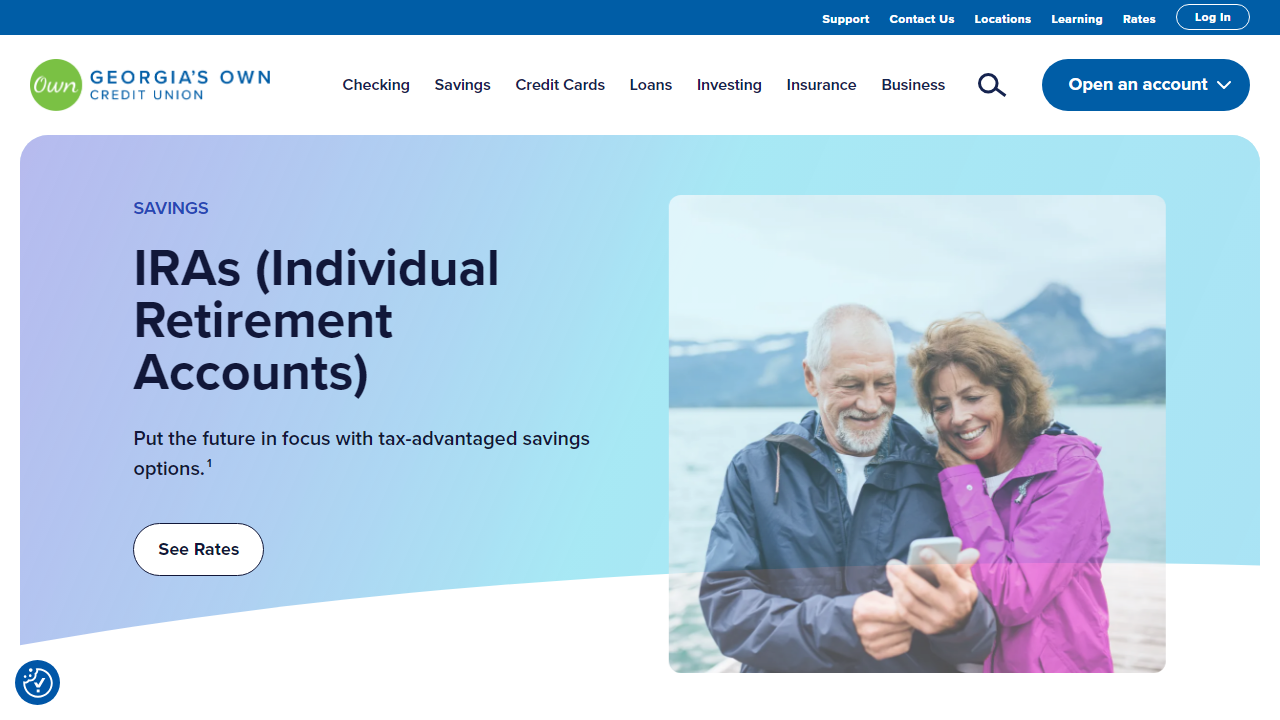 Support Contact Us Locations Learning Rates Log In
Own GEORGIA'S OWN
CREDIT UNION
Checking Savings Credit Cards Loans Investing Insurance Business Open an account
SAVINGS
IRAs (Individual
Retirement
Accounts)
Put the future in focus with tax-advantaged savings
options.1
See Rates